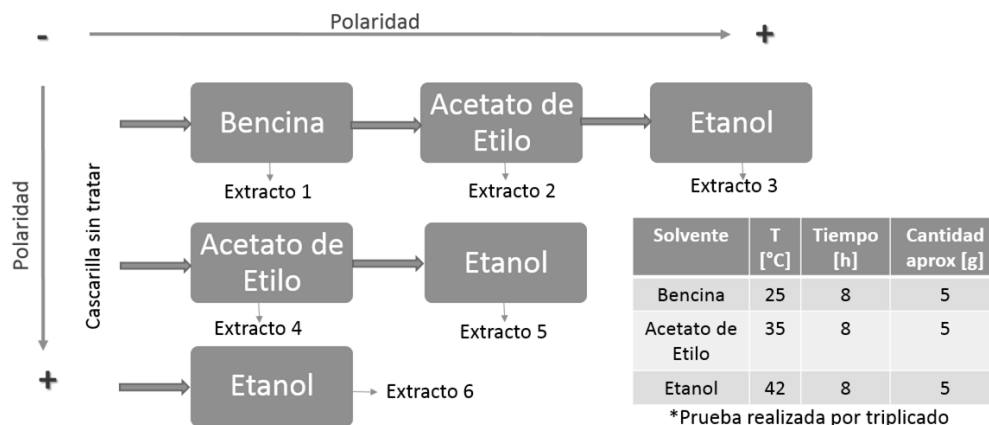 Polaridad
-
+
Polaridad
Cascarilla sin tratar
Bencina
Acetato de
Etilo
Etanol
Extracto 1
Extracto 2
Extracto 3
Acetato de
Etilo
Etanol
Extracto 4
Extracto 5
+
Etanol
Extracto 6
Solvente T Tiempo Cantidad
[°C] [h] aprox [g]
Bencina 25 8 5
Acetato de 35 8 5
Etilo
Etanol 42 8 5
*Prueba realizada por triplicado